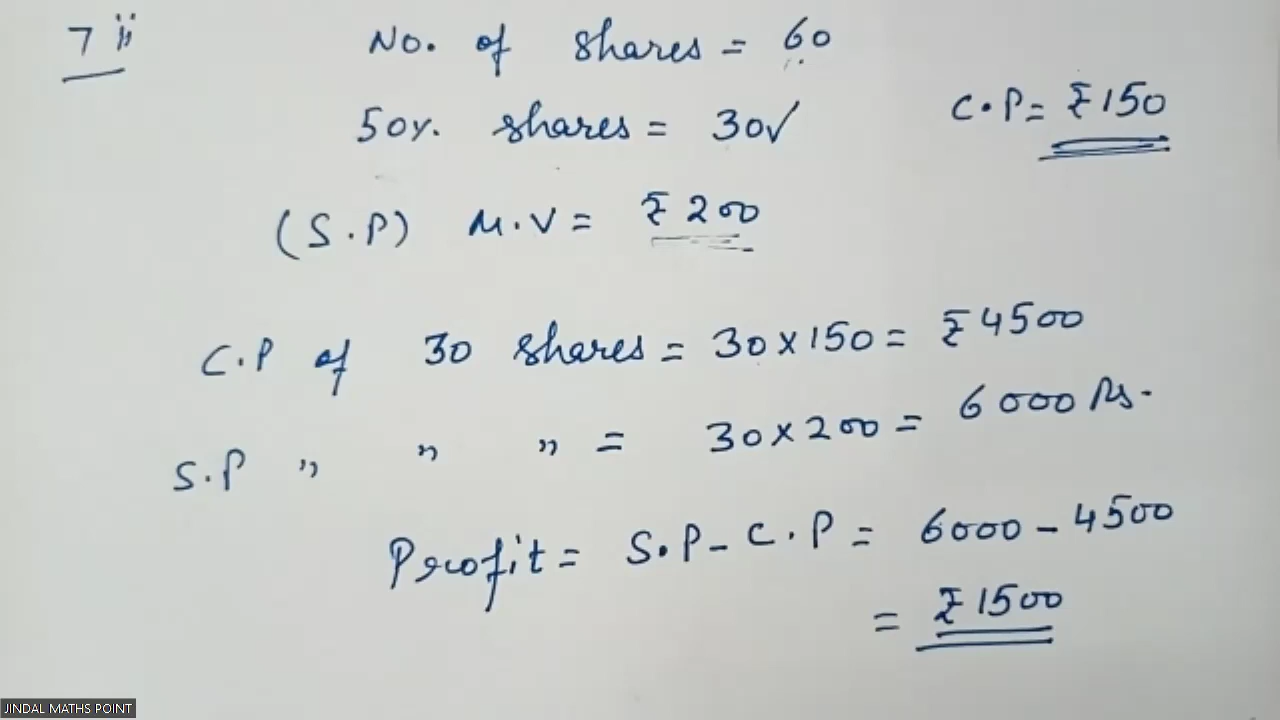 7 ii
No. of shares = 60
50%. shares = 30✓
C.P = ₹150
(S.P) M.V = ₹ 200
C.P of 30 shares = 30 x 150 = ₹ 4500
S.P " " " = 30 x 200 = 6000 Rs.
Profit = S.P - C.P = 6000 - 4500
= ₹ 1500
JINDAL MATHS POINT